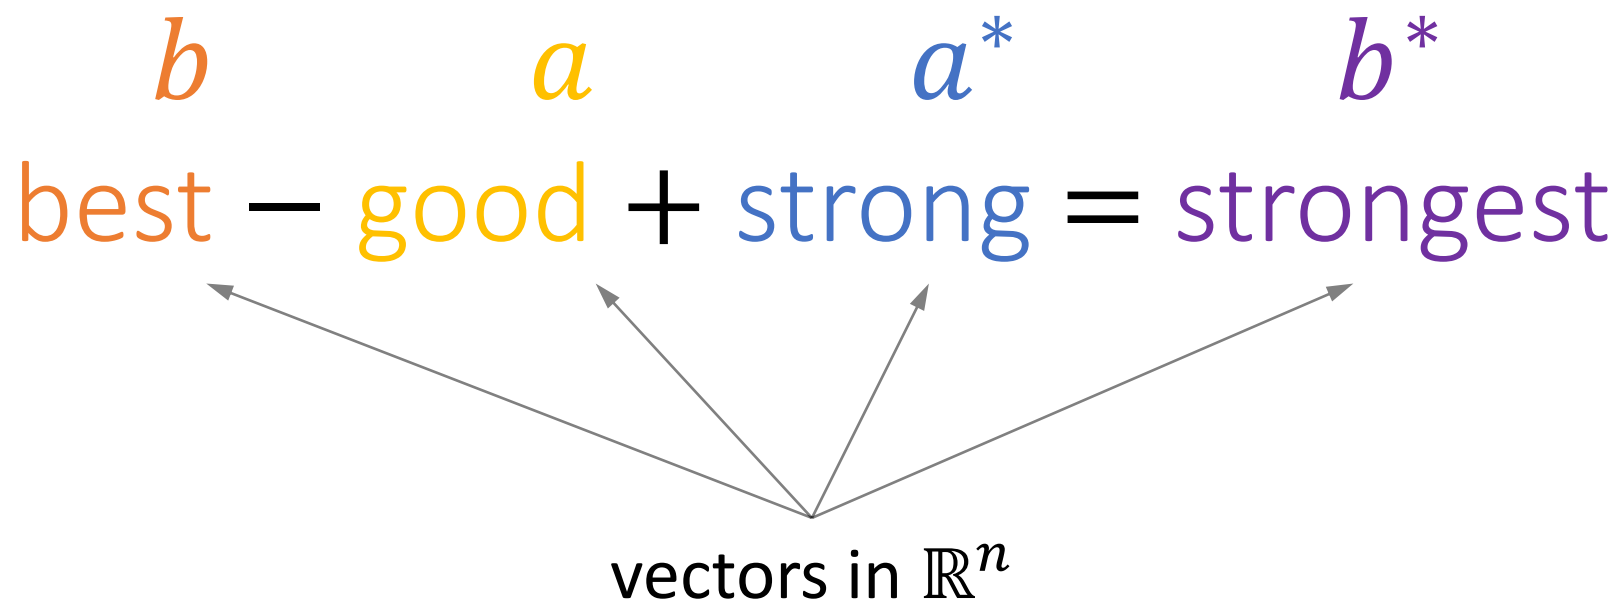 b a a* b*
best − good + strong = strongest
vectors in ℝⁿ